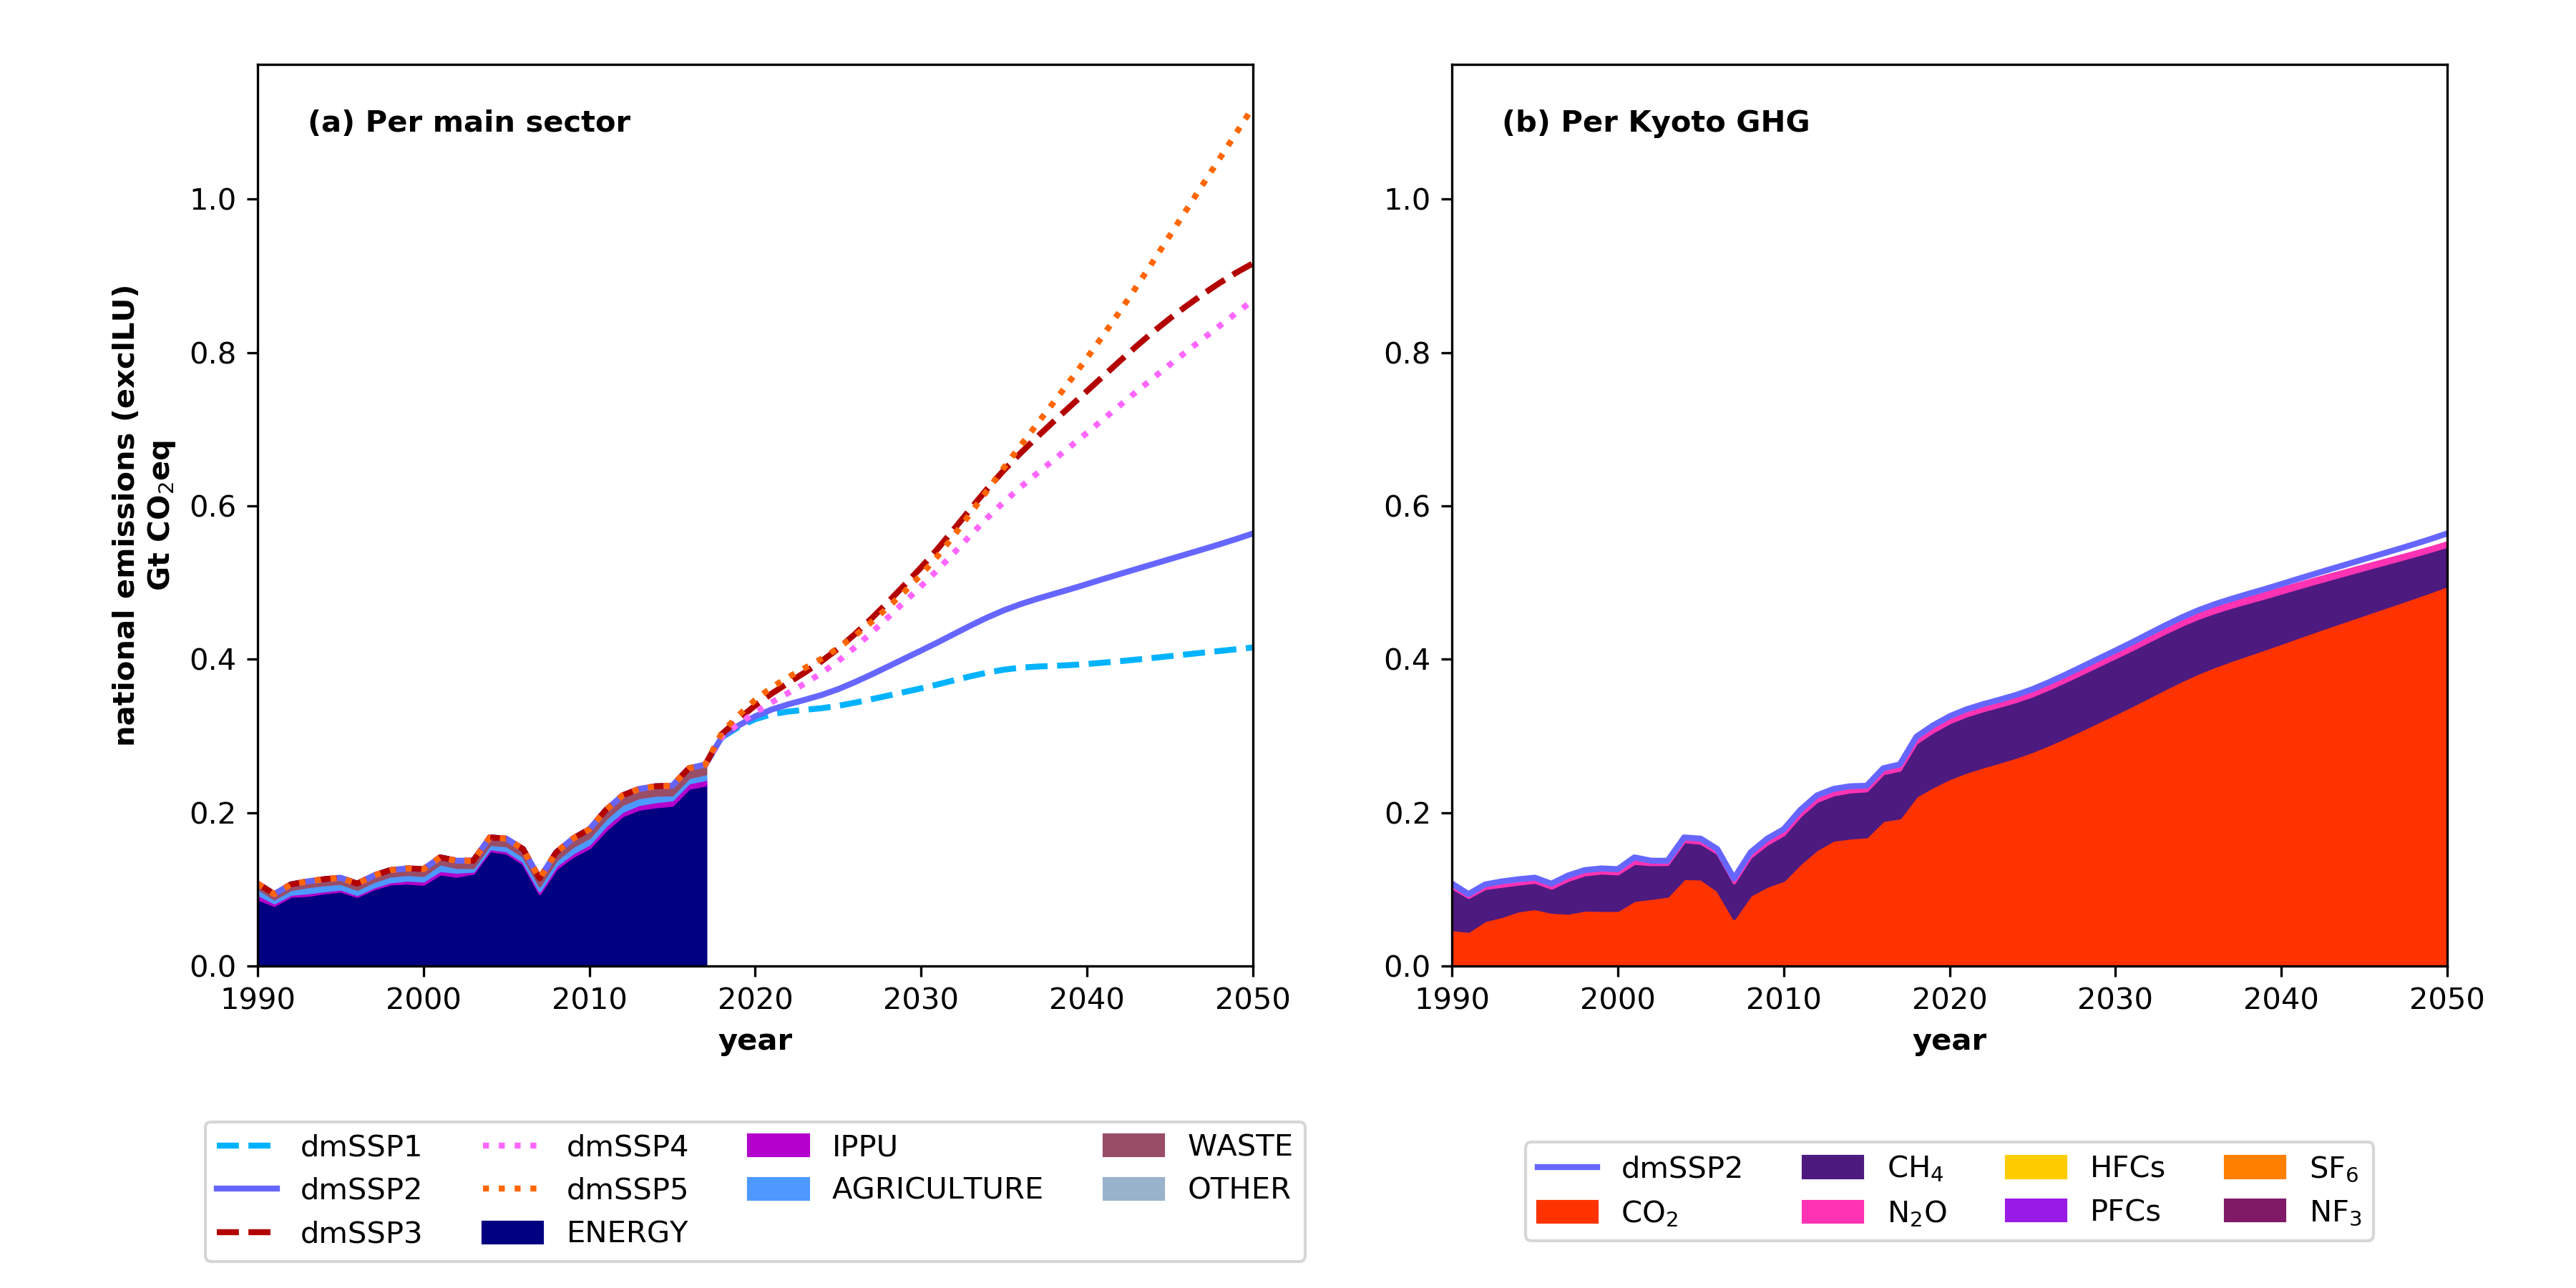 (a) Per main sector
national emissions (exclLU)
Gt CO₂eq
1.0
0.8
0.6
0.4
0.2
0.0
1990 2000 2010 2020 2030 2040 2050
year
dmSSP1 dmSSP4 IPPU WASTE
dmSSP2 dmSSP5 AGRICULTURE OTHER
dmSSP3 ENERGY
(b) Per Kyoto GHG
1.0
0.8
0.6
0.4
0.2
0.0
1990 2000 2010 2020 2030 2040 2050
year
dmSSP2 CH₄ HFCs SF₆
CO₂ N₂O PFCs NF₃